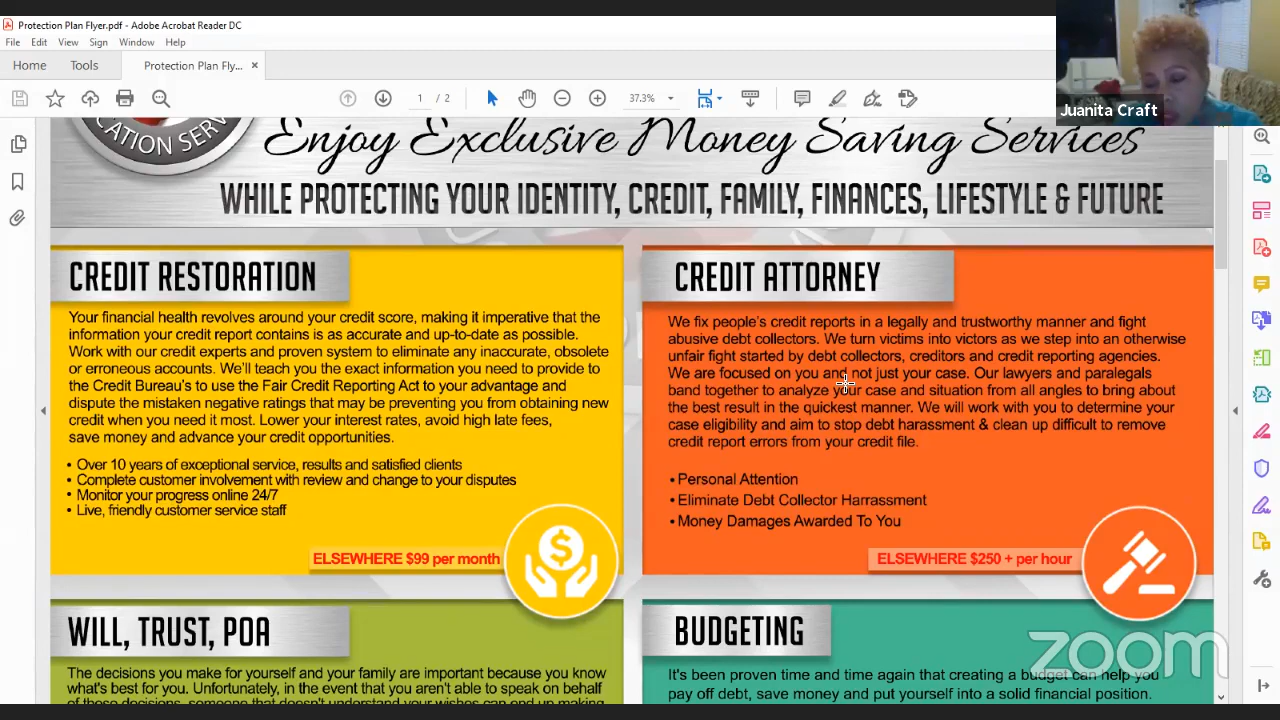 Protection Plan Flyer.pdf - Adobe Acrobat Reader DC
File Edit View Sign Window Help
Home Tools Protection Plan Fly... ×
1 / 2 37.3%
Juanita Craft
CATION SERV
Enjoy Exclusive Money Saving Services
WHILE PROTECTING YOUR IDENTITY, CREDIT, FAMILY, FINANCES, LIFESTYLE & FUTURE
CREDIT RESTORATION
Your financial health revolves around your credit score, making it imperative that the
information your credit report contains is as accurate and up-to-date as possible.
Work with our credit experts and proven system to eliminate any inaccurate, obsolete
or erroneous accounts. We'll teach you the exact information you need to provide to
the Credit Bureau's to use the Fair Credit Reporting Act to your advantage and
dispute the mistaken negative ratings that may be preventing you from obtaining new
credit when you need it most. Lower your interest rates, avoid high late fees,
save money and advance your credit opportunities.
• Over 10 years of exceptional service, results and satisfied clients
• Complete customer involvement with review and change to your disputes
• Monitor your progress online 24/7
• Live, friendly customer service staff
ELSEWHERE $99 per month
CREDIT ATTORNEY
We fix people's credit reports in a legally and trustworthy manner and fight
abusive debt collectors. We turn victims into victors as we step into an otherwise
unfair fight started by debt collectors, creditors and credit reporting agencies.
We are focused on you and not just your case. Our lawyers and paralegals
band together to analyze your case and situation from all angles to bring about
the best result in the quickest manner. We will work with you to determine your
case eligibility and aim to stop debt harassment & clean up difficult to remove
credit report errors from your credit file.
• Personal Attention
• Eliminate Debt Collector Harrassment
• Money Damages Awarded To You
ELSEWHERE $250 + per hour
WILL, TRUST, POA
The decisions you make for yourself and your family are important because you know
what's best for you. Unfortunately, in the event that you aren't able to speak on behalf
of those decisions, someone that doesn't understand your wishes can end up making
BUDGETING
It's been proven time and time again that creating a budget can help you
pay off debt, save money and put yourself into a solid financial position.
zoom